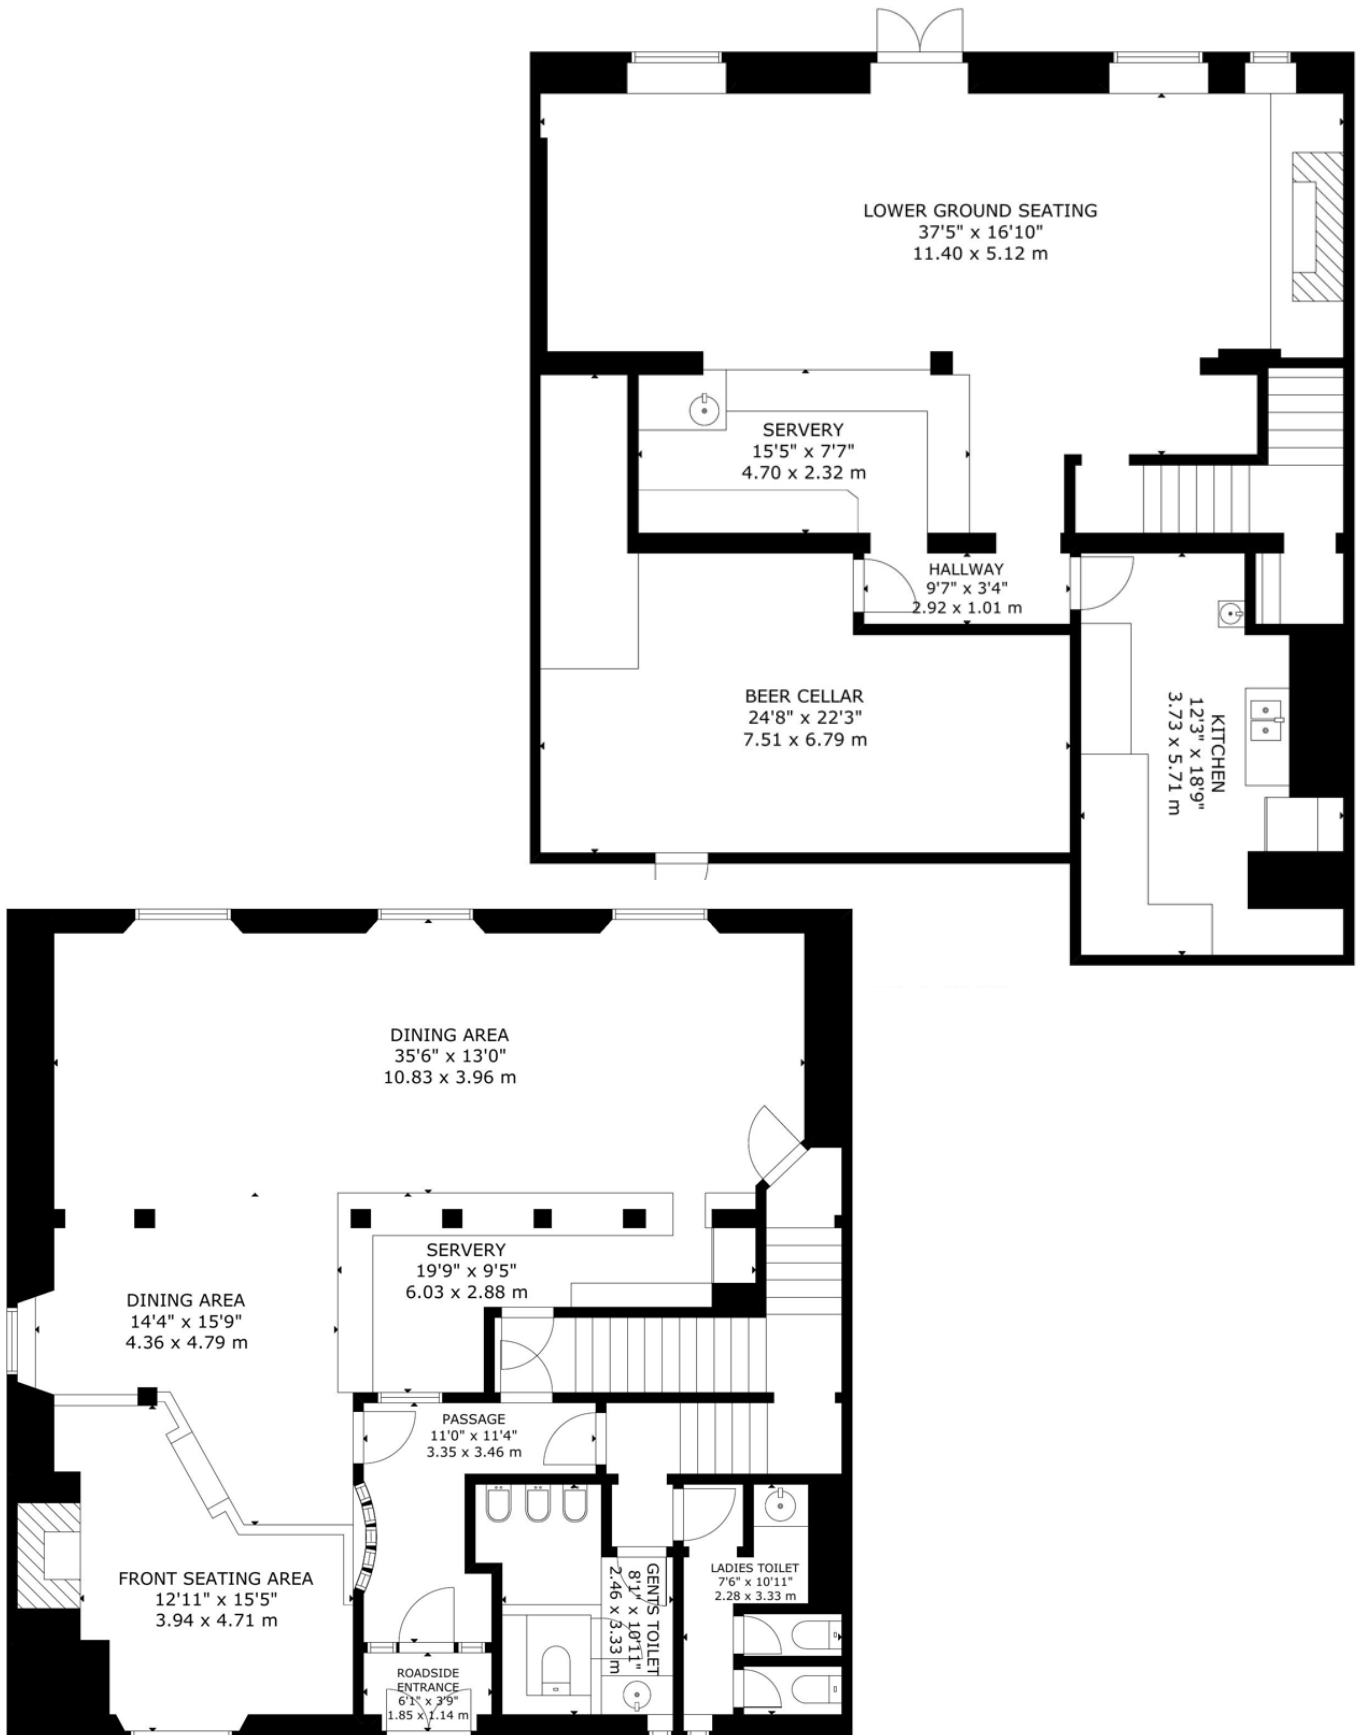 LOWER GROUND SEATING
37'5" x 16'10"
11.40 x 5.12 m
SERVERY
15'5" x 7'7"
4.70 x 2.32 m
HALLWAY
9'7" x 3'4"
2.92 x 1.01 m
BEER CELLAR
24'8" x 22'3"
7.51 x 6.79 m
KITCHEN
12'3" x 18'9"
3.73 x 5.71 m
DINING AREA
35'6" x 13'0"
10.83 x 3.96 m
SERVERY
19'9" x 9'5"
6.03 x 2.88 m
DINING AREA
14'4" x 15'9"
4.36 x 4.79 m
PASSAGE
11'0" x 11'4"
3.35 x 3.46 m
FRONT SEATING AREA
12'11" x 15'5"
3.94 x 4.71 m
GENTS TOILET
8'1" x 10'11"
2.46 x 3.33 m
LADIES TOILET
7'6" x 10'11"
2.28 x 3.33 m
ROADSIDE
ENTRANCE
6'1" x 3'9"
1.85 x 1.14 m